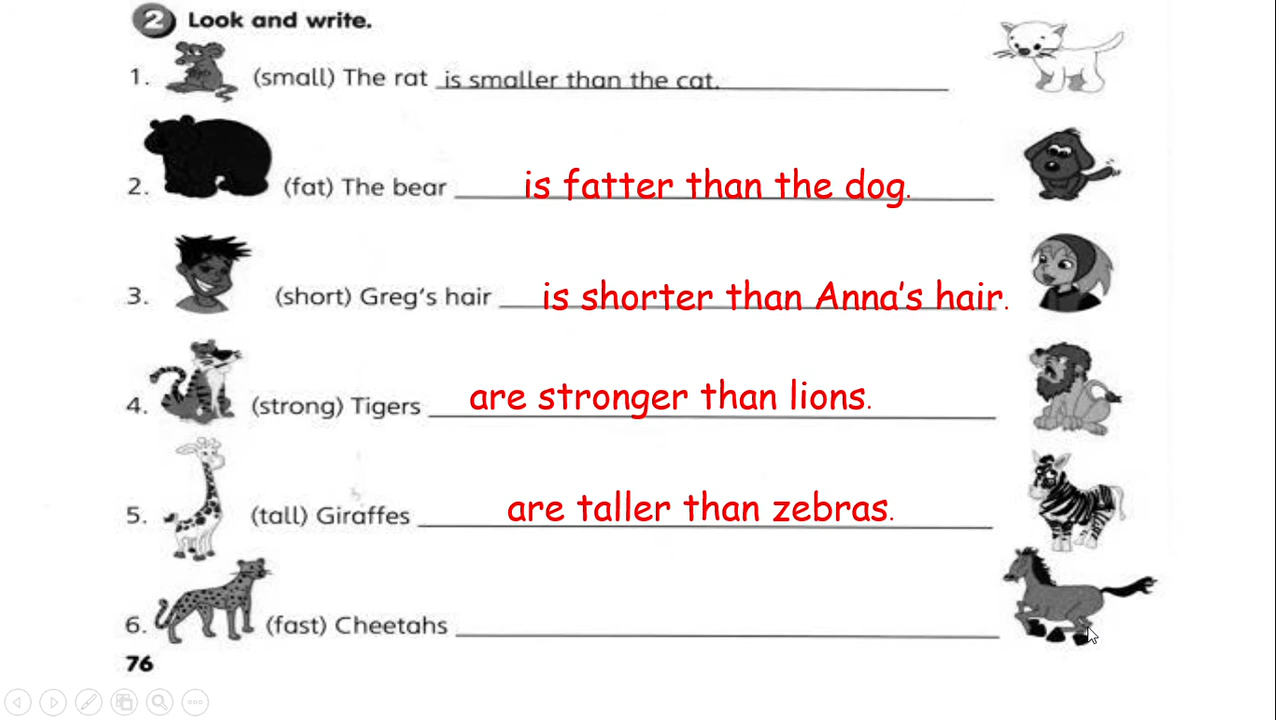 2 Look and write.
1. (small) The rat is smaller than the cat.
2. (fat) The bear is fatter than the dog.
3. (short) Greg's hair is shorter than Anna's hair.
4. (strong) Tigers are stronger than lions.
5. (tall) Giraffes are taller than zebras.
6. (fast) Cheetahs
76